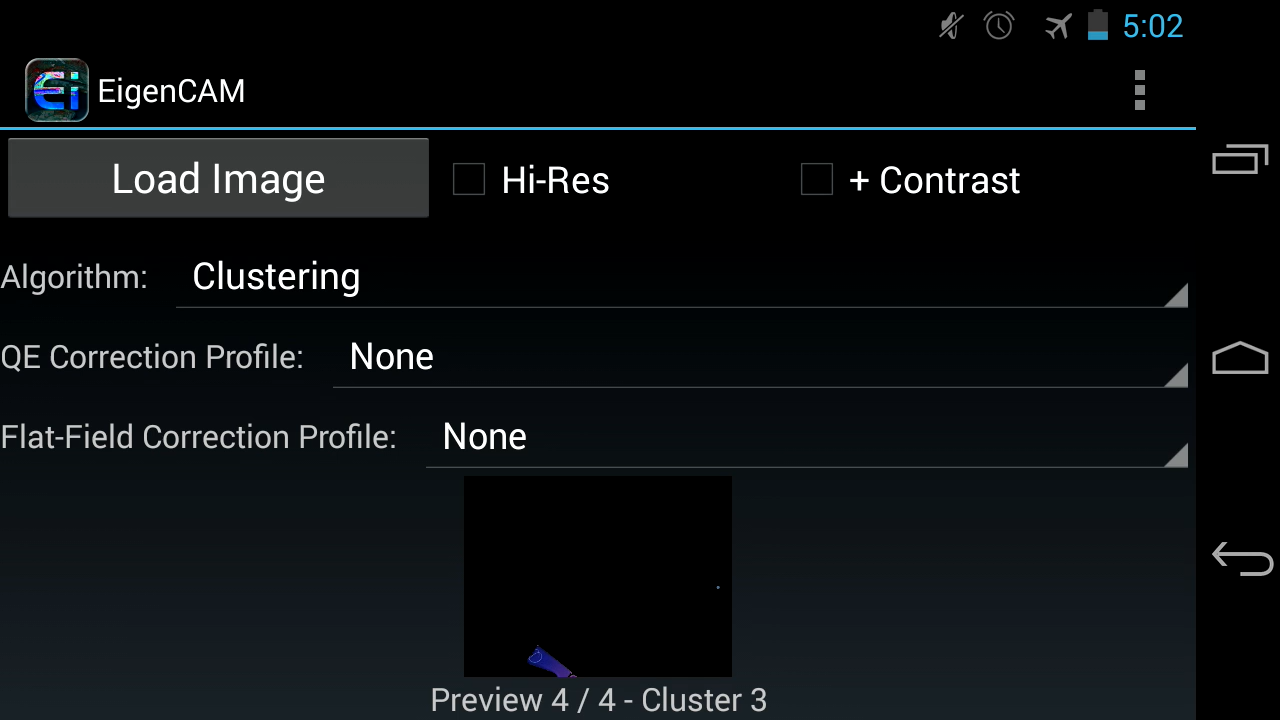 5:02
Ei EigenCAM
Load Image Hi-Res + Contrast
Algorithm: Clustering
QE Correction Profile: None
Flat-Field Correction Profile: None
Preview 4 / 4 - Cluster 3